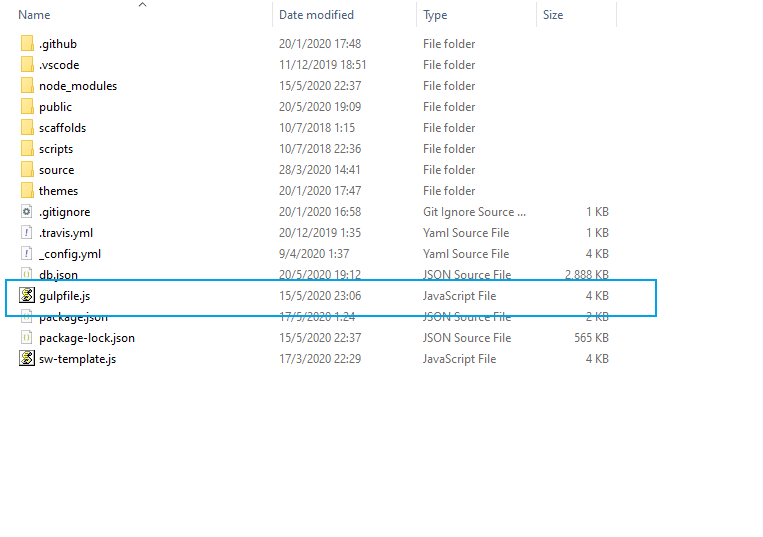 Name Date modified Type Size
.github 20/1/2020 17:48 File folder
.vscode 11/12/2019 18:51 File folder
node_modules 15/5/2020 22:37 File folder
public 20/5/2020 19:09 File folder
scaffolds 10/7/2018 1:15 File folder
scripts 10/7/2018 22:36 File folder
source 28/3/2020 14:41 File folder
themes 20/1/2020 17:47 File folder
.gitignore 20/1/2020 16:58 Git Ignore Source ... 1 KB
.travis.yml 20/12/2019 1:35 Yaml Source File 1 KB
_config.yml 9/4/2020 1:37 Yaml Source File 4 KB
db.json 20/5/2020 19:12 JSON Source File 2,888 KB
gulpfile.js 15/5/2020 23:06 JavaScript File 4 KB
package.json 17/5/2020 1:24 JSON Source File 2 KB
package-lock.json 15/5/2020 22:37 JSON Source File 565 KB
sw-template.js 17/3/2020 22:29 JavaScript File 4 KB